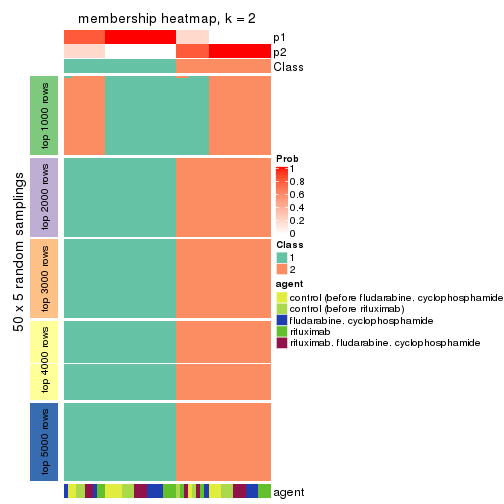 membership heatmap, k = 2
p1
p2
Class
50 x 5 random samplings
top 1000 rows
top 2000 rows
top 3000 rows
top 4000 rows
top 5000 rows
Prob
1
0.8
0.6
0.4
0.2
0
Class
1
2
agent
control (before fludarabine. cyclophosphamide
control (before rituximab)
fludarabine. cyclophosphamide
rituximab
rituximab. fludarabine. cyclophosphamide
agent